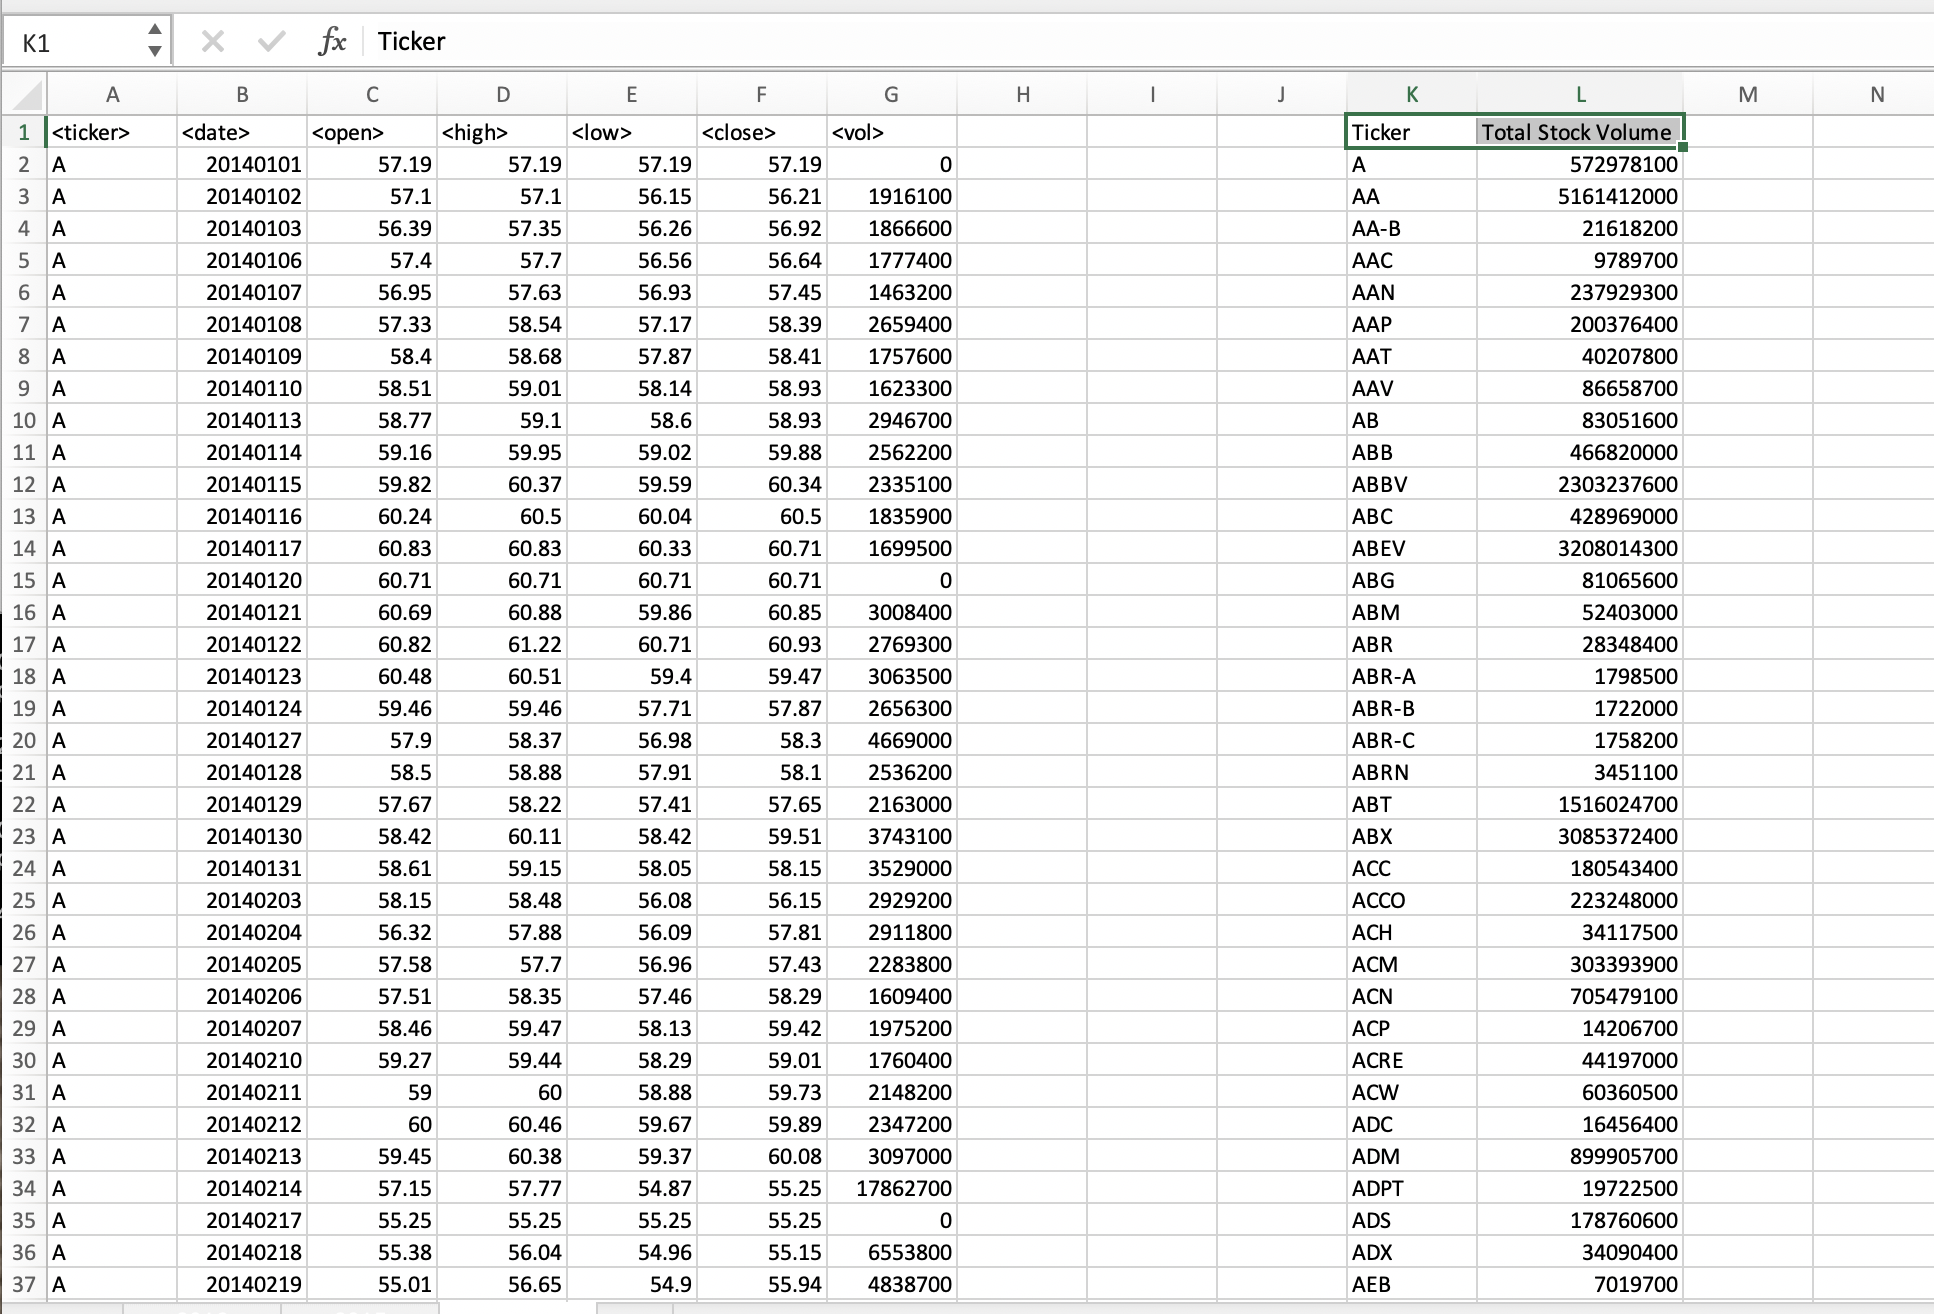 K1 fx Ticker
A B C D E F G H I J K L M N
1 <ticker> <date> <open> <high> <low> <close> <vol> Ticker Total Stock Volume
2 A 20140101 57.19 57.19 57.19 57.19 0 A 572978100
3 A 20140102 57.1 57.1 56.15 56.21 1916100 AA 5161412000
4 A 20140103 56.39 57.35 56.26 56.92 1866600 AA-B 21618200
5 A 20140106 57.4 57.7 56.56 56.64 1777400 AAC 9789700
6 A 20140107 56.95 57.63 56.93 57.45 1463200 AAN 237929300
7 A 20140108 57.33 58.54 57.17 58.39 2659400 AAP 200376400
8 A 20140109 58.4 58.68 57.87 58.41 1757600 AAT 40207800
9 A 20140110 58.51 59.01 58.14 58.93 1623300 AAV 86658700
10 A 20140113 58.77 59.1 58.6 58.93 2946700 AB 83051600
11 A 20140114 59.16 59.95 59.02 59.88 2562200 ABB 466820000
12 A 20140115 59.82 60.37 59.59 60.34 2335100 ABBV 2303237600
13 A 20140116 60.24 60.5 60.04 60.5 1835900 ABC 428969000
14 A 20140117 60.83 60.83 60.33 60.71 1699500 ABEV 3208014300
15 A 20140120 60.71 60.71 60.71 60.71 0 ABG 81065600
16 A 20140121 60.69 60.88 59.86 60.85 3008400 ABM 52403000
17 A 20140122 60.82 61.22 60.71 60.93 2769300 ABR 28348400
18 A 20140123 60.48 60.51 59.4 59.47 3063500 ABR-A 1798500
19 A 20140124 59.46 59.46 57.71 57.87 2656300 ABR-B 1722000
20 A 20140127 57.9 58.37 56.98 58.3 4669000 ABR-C 1758200
21 A 20140128 58.5 58.88 57.91 58.1 2536200 ABRN 3451100
22 A 20140129 57.67 58.22 57.41 57.65 2163000 ABT 1516024700
23 A 20140130 58.42 60.11 58.42 59.51 3743100 ABX 3085372400
24 A 20140131 58.61 59.15 58.05 58.15 3529000 ACC 180543400
25 A 20140203 58.15 58.48 56.08 56.15 2929200 ACCO 223248000
26 A 20140204 56.32 57.88 56.09 57.81 2911800 ACH 34117500
27 A 20140205 57.58 57.7 56.96 57.43 2283800 ACM 303393900
28 A 20140206 57.51 58.35 57.46 58.29 1609400 ACN 705479100
29 A 20140207 58.46 59.47 58.13 59.42 1975200 ACP 14206700
30 A 20140210 59.27 59.44 58.29 59.01 1760400 ACRE 44197000
31 A 20140211 59 60 58.88 59.73 2148200 ACW 60360500
32 A 20140212 60 60.46 59.67 59.89 2347200 ADC 16456400
33 A 20140213 59.45 60.38 59.37 60.08 3097000 ADM 899905700
34 A 20140214 57.15 57.77 54.87 55.25 17862700 ADPT 19722500
35 A 20140217 55.25 55.25 55.25 55.25 0 ADS 178760600
36 A 20140218 55.38 56.04 54.96 55.15 6553800 ADX 34090400
37 A 20140219 55.01 56.65 54.9 55.94 4838700 AEB 7019700